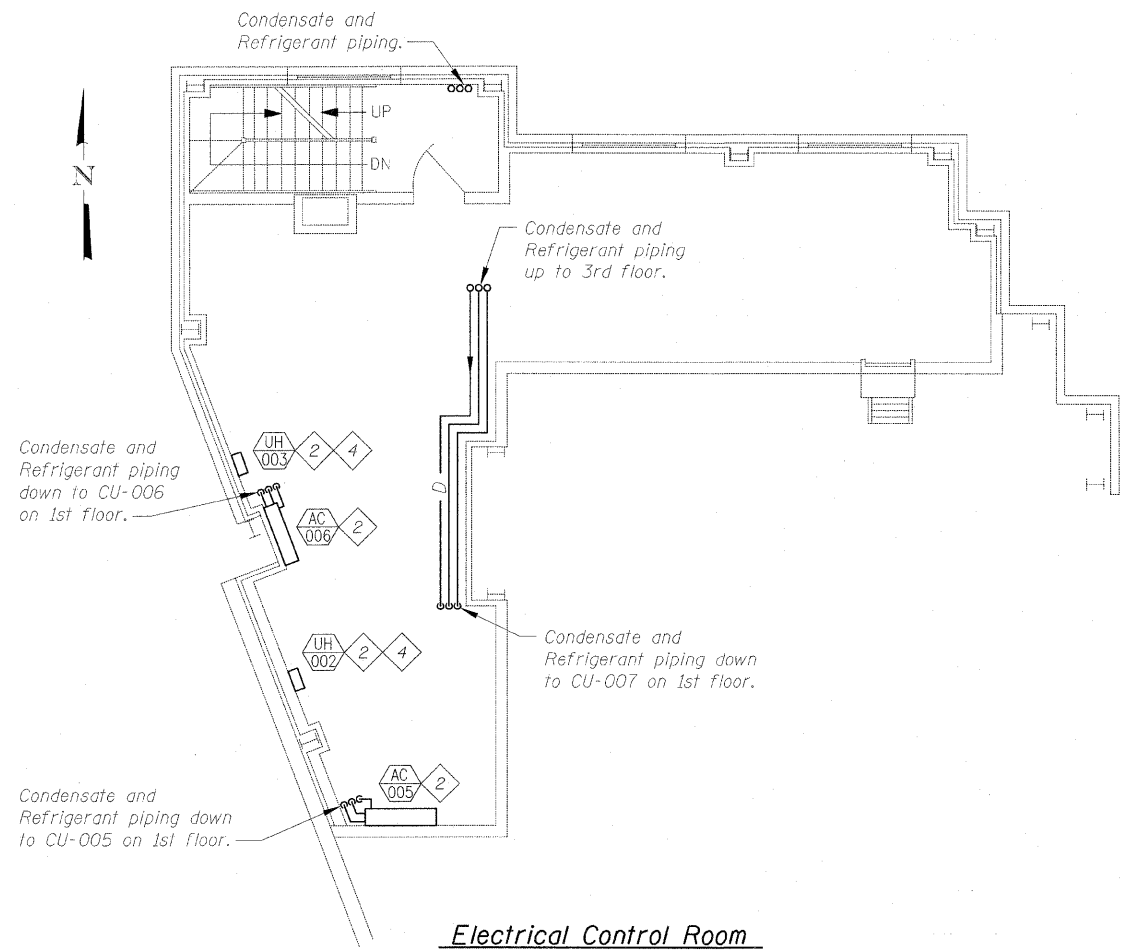 Condensate and
Refrigerant piping.
UP
DN
N
Condensate and
Refrigerant piping
up to 3rd floor.
UH
003
2
4
Condensate and
Refrigerant piping
down to CU-006
on 1st floor.
AC
006
2
D
UH
002
2
4
Condensate and
Refrigerant piping down
to CU-007 on 1st floor.
AC
005
2
Condensate and
Refrigerant piping down
to CU-005 on 1st floor.
Electrical Control Room